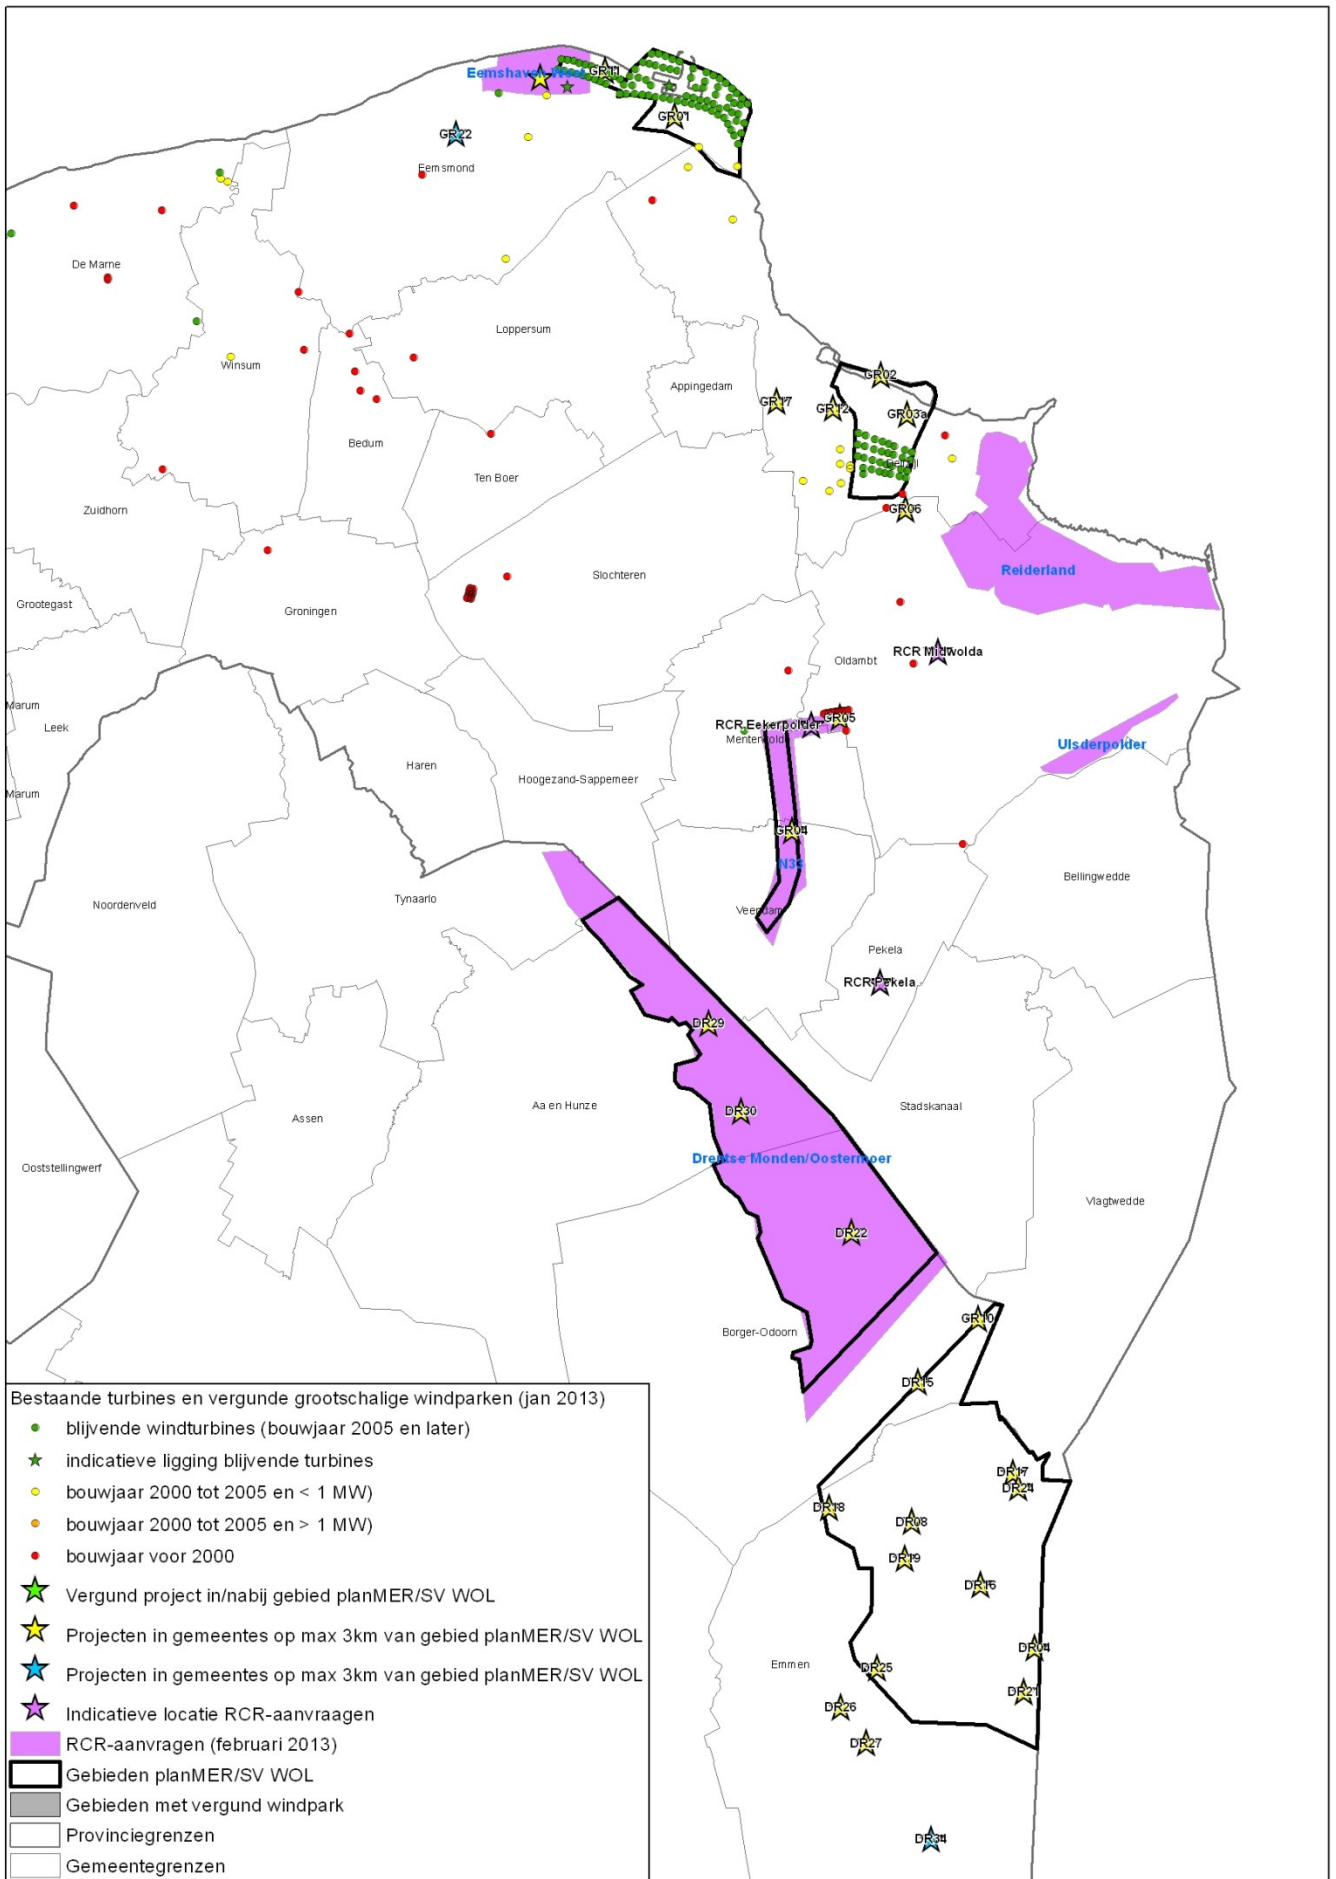 Eemshaven West
GR11
GR01
GR22
Eemsmond
De Marne
Loppersum
Winsum
Appingedam
GR02
GR17
GR12
GR03a
Bedum
Delfzijl
Ten Boer
Zuidhorn
GR06
Reiderland
Slochteren
Grootegast
Groningen
RCR Midwolda
Oldambt
Marum
Leek
GR05
RCR Eekerpolder
Menterwolde
Ulsderpolder
Haren
Hoogezand-Sappemeer
Marum
GR04
N33
Bellingwedde
Noordenveld
Tynaarlo
Veendam
Pekela
RCR Pekela
DR29
Aa en Hunze
DR30
Stadskanaal
Assen
Drentse Monden/Oostermoer
Ooststellingwerf
Vlagtwedde
DR22
GR10
Borger-Odoorn
DR15
DR17
DR24
DR18
DR08
DR19
DR16
DR04
Emmen
DR25
DR21
DR26
DR27
DR34
Bestaande turbines en vergunde grootschalige windparken (jan 2013)
blijvende windturbines (bouwjaar 2005 en later)
indicatieve ligging blijvende turbines
bouwjaar 2000 tot 2005 en < 1 MW)
bouwjaar 2000 tot 2005 en > 1 MW)
bouwjaar voor 2000
Vergund project in/nabij gebied planMER/SV WOL
Projecten in gemeentes op max 3km van gebied planMER/SV WOL
Projecten in gemeentes op max 3km van gebied planMER/SV WOL
Indicatieve locatie RCR-aanvraagen
RCR-aanvragen (februari 2013)
Gebieden planMER/SV WOL
Gebieden met vergund windpark
Provinciegrenzen
Gemeentegrenzen